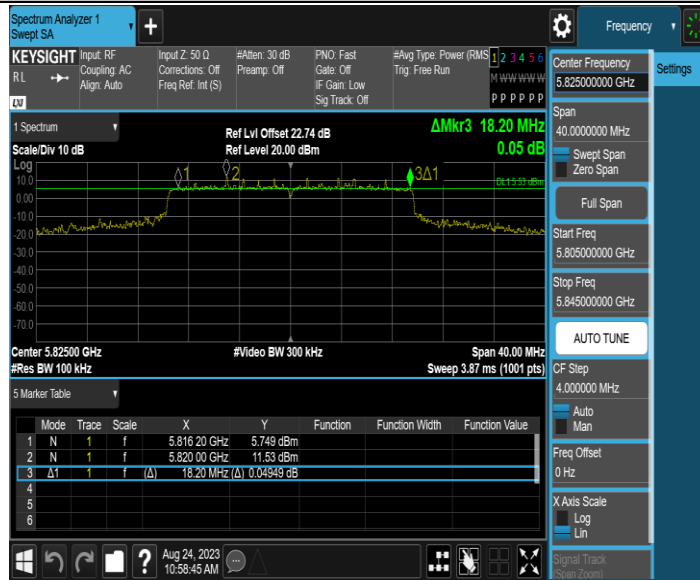 Spectrum Analyzer 1
Swept SA
+
Frequency
KEYSIGHT
Input: RF
Input Z: 50 Ω
#Atten: 30 dB
PNO: Fast
#Avg Type: Power (RMS
1 2 3 4 5 6
RL
Coupling: AC
Corrections: Off
Preamp: Off
Gate: Off
Trig: Free Run
M W W W W W
Align: Auto
Freq Ref: Int (S)
IF Gain: Low
Sig Track: Off
P P P P P P
LXI
1 Spectrum
Ref Lvl Offset 22.74 dB
ΔMkr3 18.20 MHz
Scale/Div 10 dB
Ref Level 20.00 dBm
0.05 dB
Log
◊1
◊2
3Δ1
DL1 5.53 dBm
10.0
0.00
-10.0
-20.0
-30.0
-40.0
-50.0
-60.0
-70.0
Center 5.82500 GHz
#Video BW 300 kHz
Span 40.00 MHz
#Res BW 100 kHz
Sweep 3.87 ms (1001 pts)
5 Marker Table
Mode Trace Scale X Y Function Function Width Function Value
1 N 1 f 5.816 20 GHz 5.749 dBm
2 N 1 f 5.820 00 GHz 11.53 dBm
3 Δ1 1 f (Δ) 18.20 MHz (Δ) 0.04949 dB
4
5
6
Aug 24, 2023
10:58:45 AM
?
Center Frequency
5.825000000 GHz
Settings
Span
40.0000000 MHz
Swept Span
Zero Span
Full Span
Start Freq
5.805000000 GHz
Stop Freq
5.845000000 GHz
AUTO TUNE
CF Step
4.000000 MHz
Auto
Man
Freq Offset
0 Hz
X Axis Scale
Log
Lin
Signal Track
(Span Zoom)